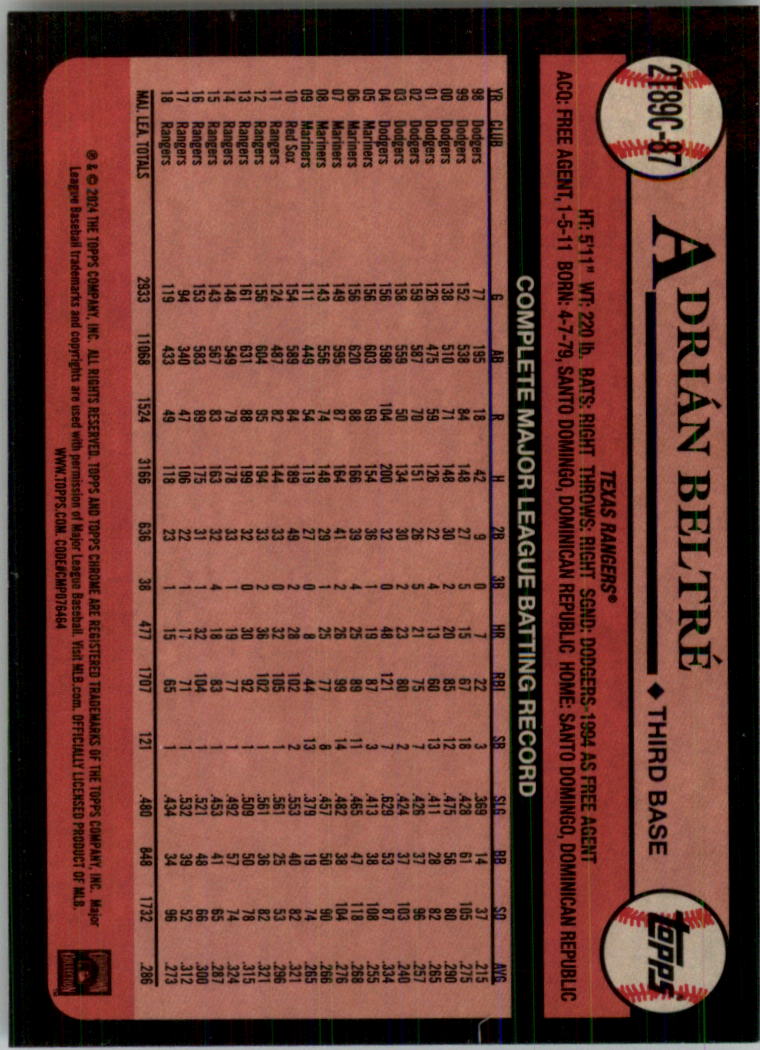 2T89C-87
ADRIÁN BELTRÉ ◆ THIRD BASE
topps
TEXAS RANGERS®
HT: 5'11" WT: 220 lb. BATS: RIGHT THROWS: RIGHT SGND: DODGERS-1994 AS FREE AGENT
ACQ: FREE AGENT, 1-5-11 BORN: 4-7-79, SANTO DOMINGO, DOMINICAN REPUBLIC HOME: SANTO DOMINGO, DOMINICAN REPUBLIC
COMPLETE MAJOR LEAGUE BATTING RECORD
YR CLUB G AB R H 2B 3B HR RBI SB SLG BB SO AVG
98 Dodgers 77 195 18 42 9 0 7 22 3 .369 14 37 .215
99 Dodgers 152 538 84 148 27 5 15 67 18 .428 61 105 .275
00 Dodgers 138 510 71 148 30 2 20 85 12 .475 56 80 .290
01 Dodgers 126 475 59 126 22 4 13 60 13 .411 28 82 .265
02 Dodgers 159 587 70 151 26 5 21 75 7 .426 37 96 .257
03 Dodgers 158 559 50 134 30 2 23 80 2 .424 37 103 .240
04 Dodgers 156 598 104 200 32 0 48 121 7 .629 53 87 .334
05 Mariners 156 603 69 154 36 1 19 87 3 .413 38 108 .255
06 Mariners 156 620 88 166 39 4 25 89 11 .465 47 118 .268
07 Mariners 149 595 87 164 41 2 26 99 14 .482 38 104 .276
08 Mariners 143 556 74 148 29 1 25 77 8 .457 50 90 .266
09 Mariners 111 449 54 119 27 0 8 44 13 .379 19 74 .265
10 Red Sox 154 589 84 189 49 2 28 102 2 .553 40 82 .321
11 Rangers 124 487 82 144 33 0 32 105 1 .561 25 53 .296
12 Rangers 156 604 95 194 33 2 36 102 1 .561 36 82 .321
13 Rangers 161 631 88 199 32 0 30 92 1 .509 50 78 .315
14 Rangers 148 549 79 178 33 1 19 77 1 .492 57 74 .324
15 Rangers 143 567 83 163 32 4 18 83 1 .453 41 65 .287
16 Rangers 153 583 89 175 31 1 32 104 1 .521 48 66 .300
17 Rangers 94 340 47 106 22 1 17 71 1 .532 39 52 .312
18 Rangers 119 433 49 118 23 1 15 65 1 .434 34 96 .273
MAJ. LEA. TOTALS 2933 11068 1524 3166 636 38 477 1707 121 .480 848 1732 .286
℗ & © 2024 THE TOPPS COMPANY, INC. ALL RIGHTS RESERVED. TOPPS AND TOPPS CHROME ARE REGISTERED TRADEMARKS OF THE TOPPS COMPANY, INC. Major
League Baseball trademarks and copyrights are used with permission of Major League Baseball. Visit MLB.com. OFFICIALLY LICENSED PRODUCT OF MLB.
WWW.TOPPS.COM. CODE#CMP076464